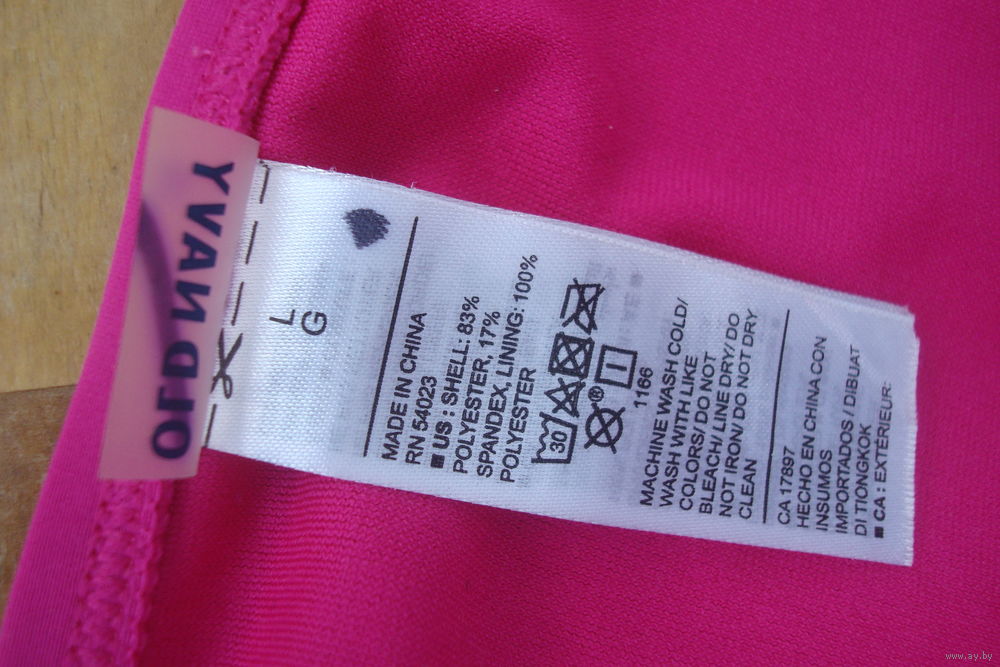 OLD NAVY
L
G
MADE IN CHINA
RN 54023
■ US : SHELL: 83%
POLYESTER, 17%
SPANDEX, LINING: 100%
POLYESTER
30
®
1166
MACHINE WASH COLD/
WASH WITH LIKE
COLORS/ DO NOT
BLEACH/ LINE DRY/ DO
NOT IRON/ DO NOT DRY
CLEAN
CA 17897
HECHO EN CHINA CON
INSUMOS
IMPORTADOS / DIBUAT
DI TIONGKOK
■ CA : EXTÉRIEUR:
www.ay.by